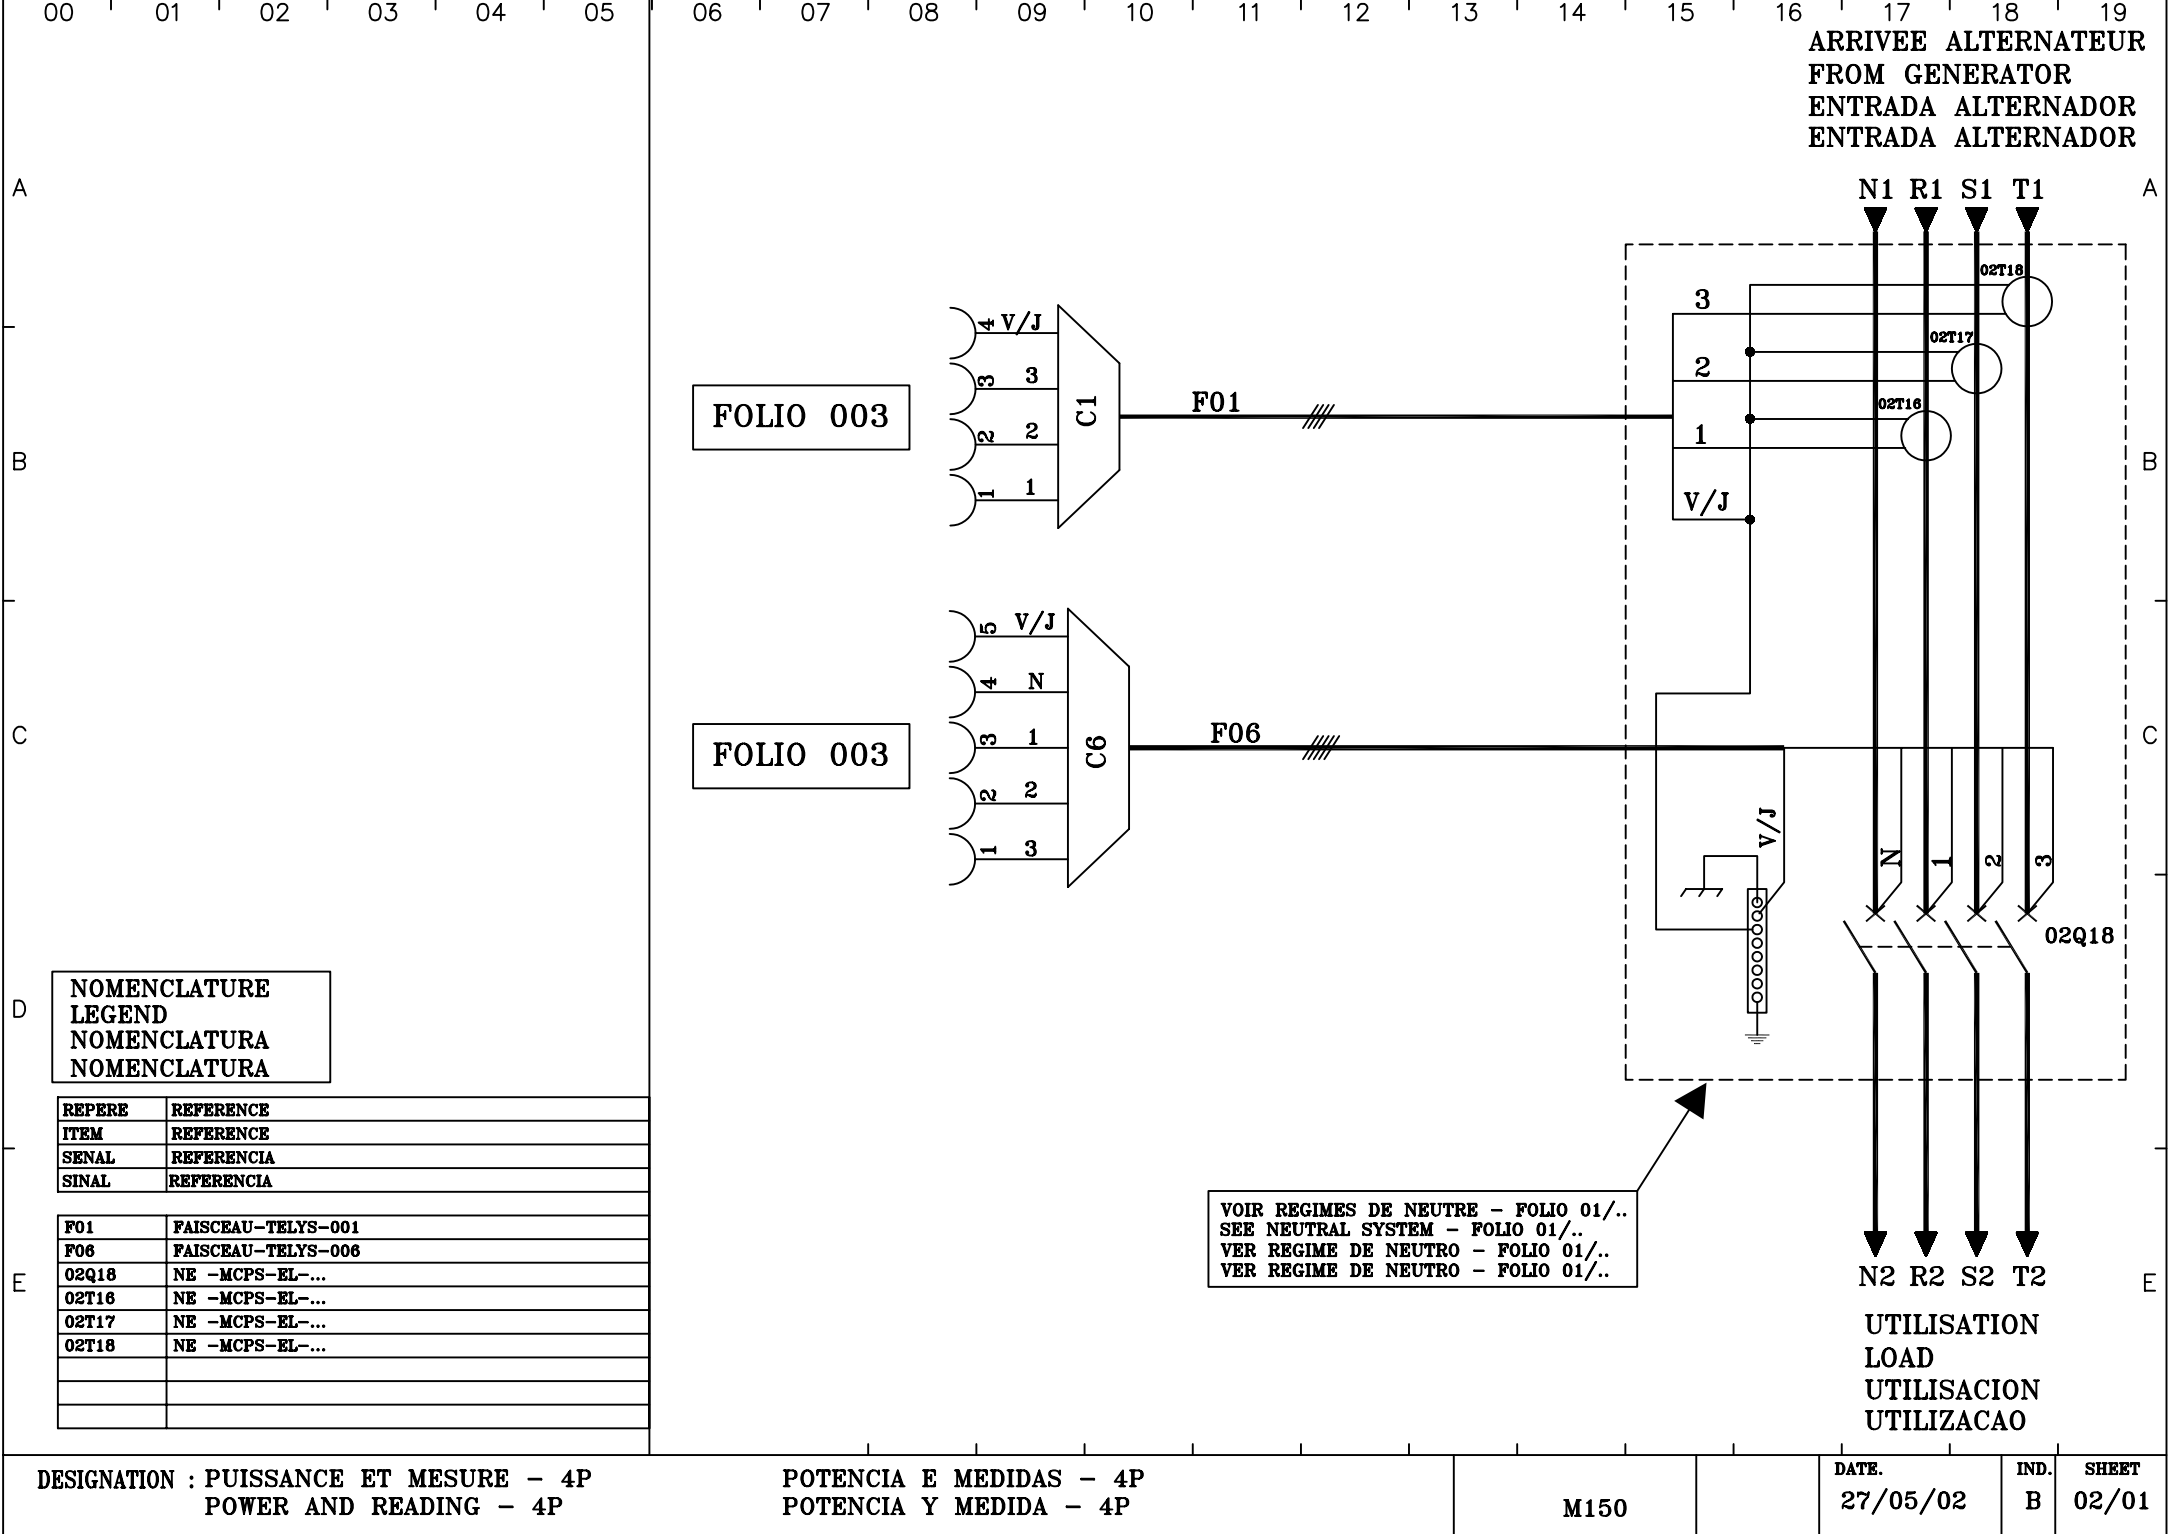 00 01 02 03 04 05 06 07 08 09 10 11 12 13 14 15 16 17 18 19
ARRIVEE ALTERNATEUR
FROM GENERATOR
ENTRADA ALTERNADOR
ENTRADA ALTERNADOR
A
A
N1 R1 S1 T1
02T18
3
02T17
2
02T16
1
V/J
4 V/J
3 3
2 2
1 1
C1
F01
FOLIO 003
B
B
5 V/J
4 N
3 1
2 2
1 3
C6
F06
FOLIO 003
C
C
V/J
N 1 2 3
02Q18
D
NOMENCLATURE
LEGEND
NOMENCLATURA
NOMENCLATURA
REPERE REFERENCE
ITEM REFERENCE
SENAL REFERENCIA
SINAL REFERENCIA
F01 FAISCEAU-TELYS-001
F06 FAISCEAU-TELYS-006
02Q18 NE -MCPS-EL-...
02T16 NE -MCPS-EL-...
02T17 NE -MCPS-EL-...
02T18 NE -MCPS-EL-...
D
VOIR REGIMES DE NEUTRE - FOLIO 01/..
SEE NEUTRAL SYSTEM - FOLIO 01/..
VER REGIME DE NEUTRO - FOLIO 01/..
VER REGIME DE NEUTRO - FOLIO 01/..
E
E
N2 R2 S2 T2
UTILISATION
LOAD
UTILISACION
UTILIZACAO
DESIGNATION : PUISSANCE ET MESURE - 4P
POWER AND READING - 4P
POTENCIA E MEDIDAS - 4P
POTENCIA Y MEDIDA - 4P
M150
DATE.
27/05/02
IND.
B
SHEET
02/01